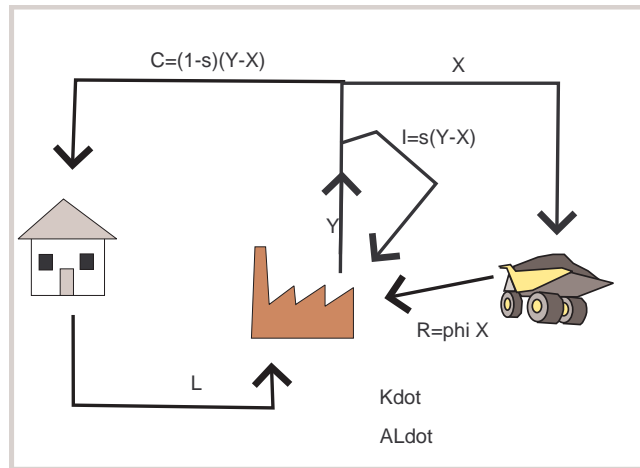 C=(1-s)(Y-X)
X
I=s(Y-X)
Y
R=phi X
L
Kdot
ALdot